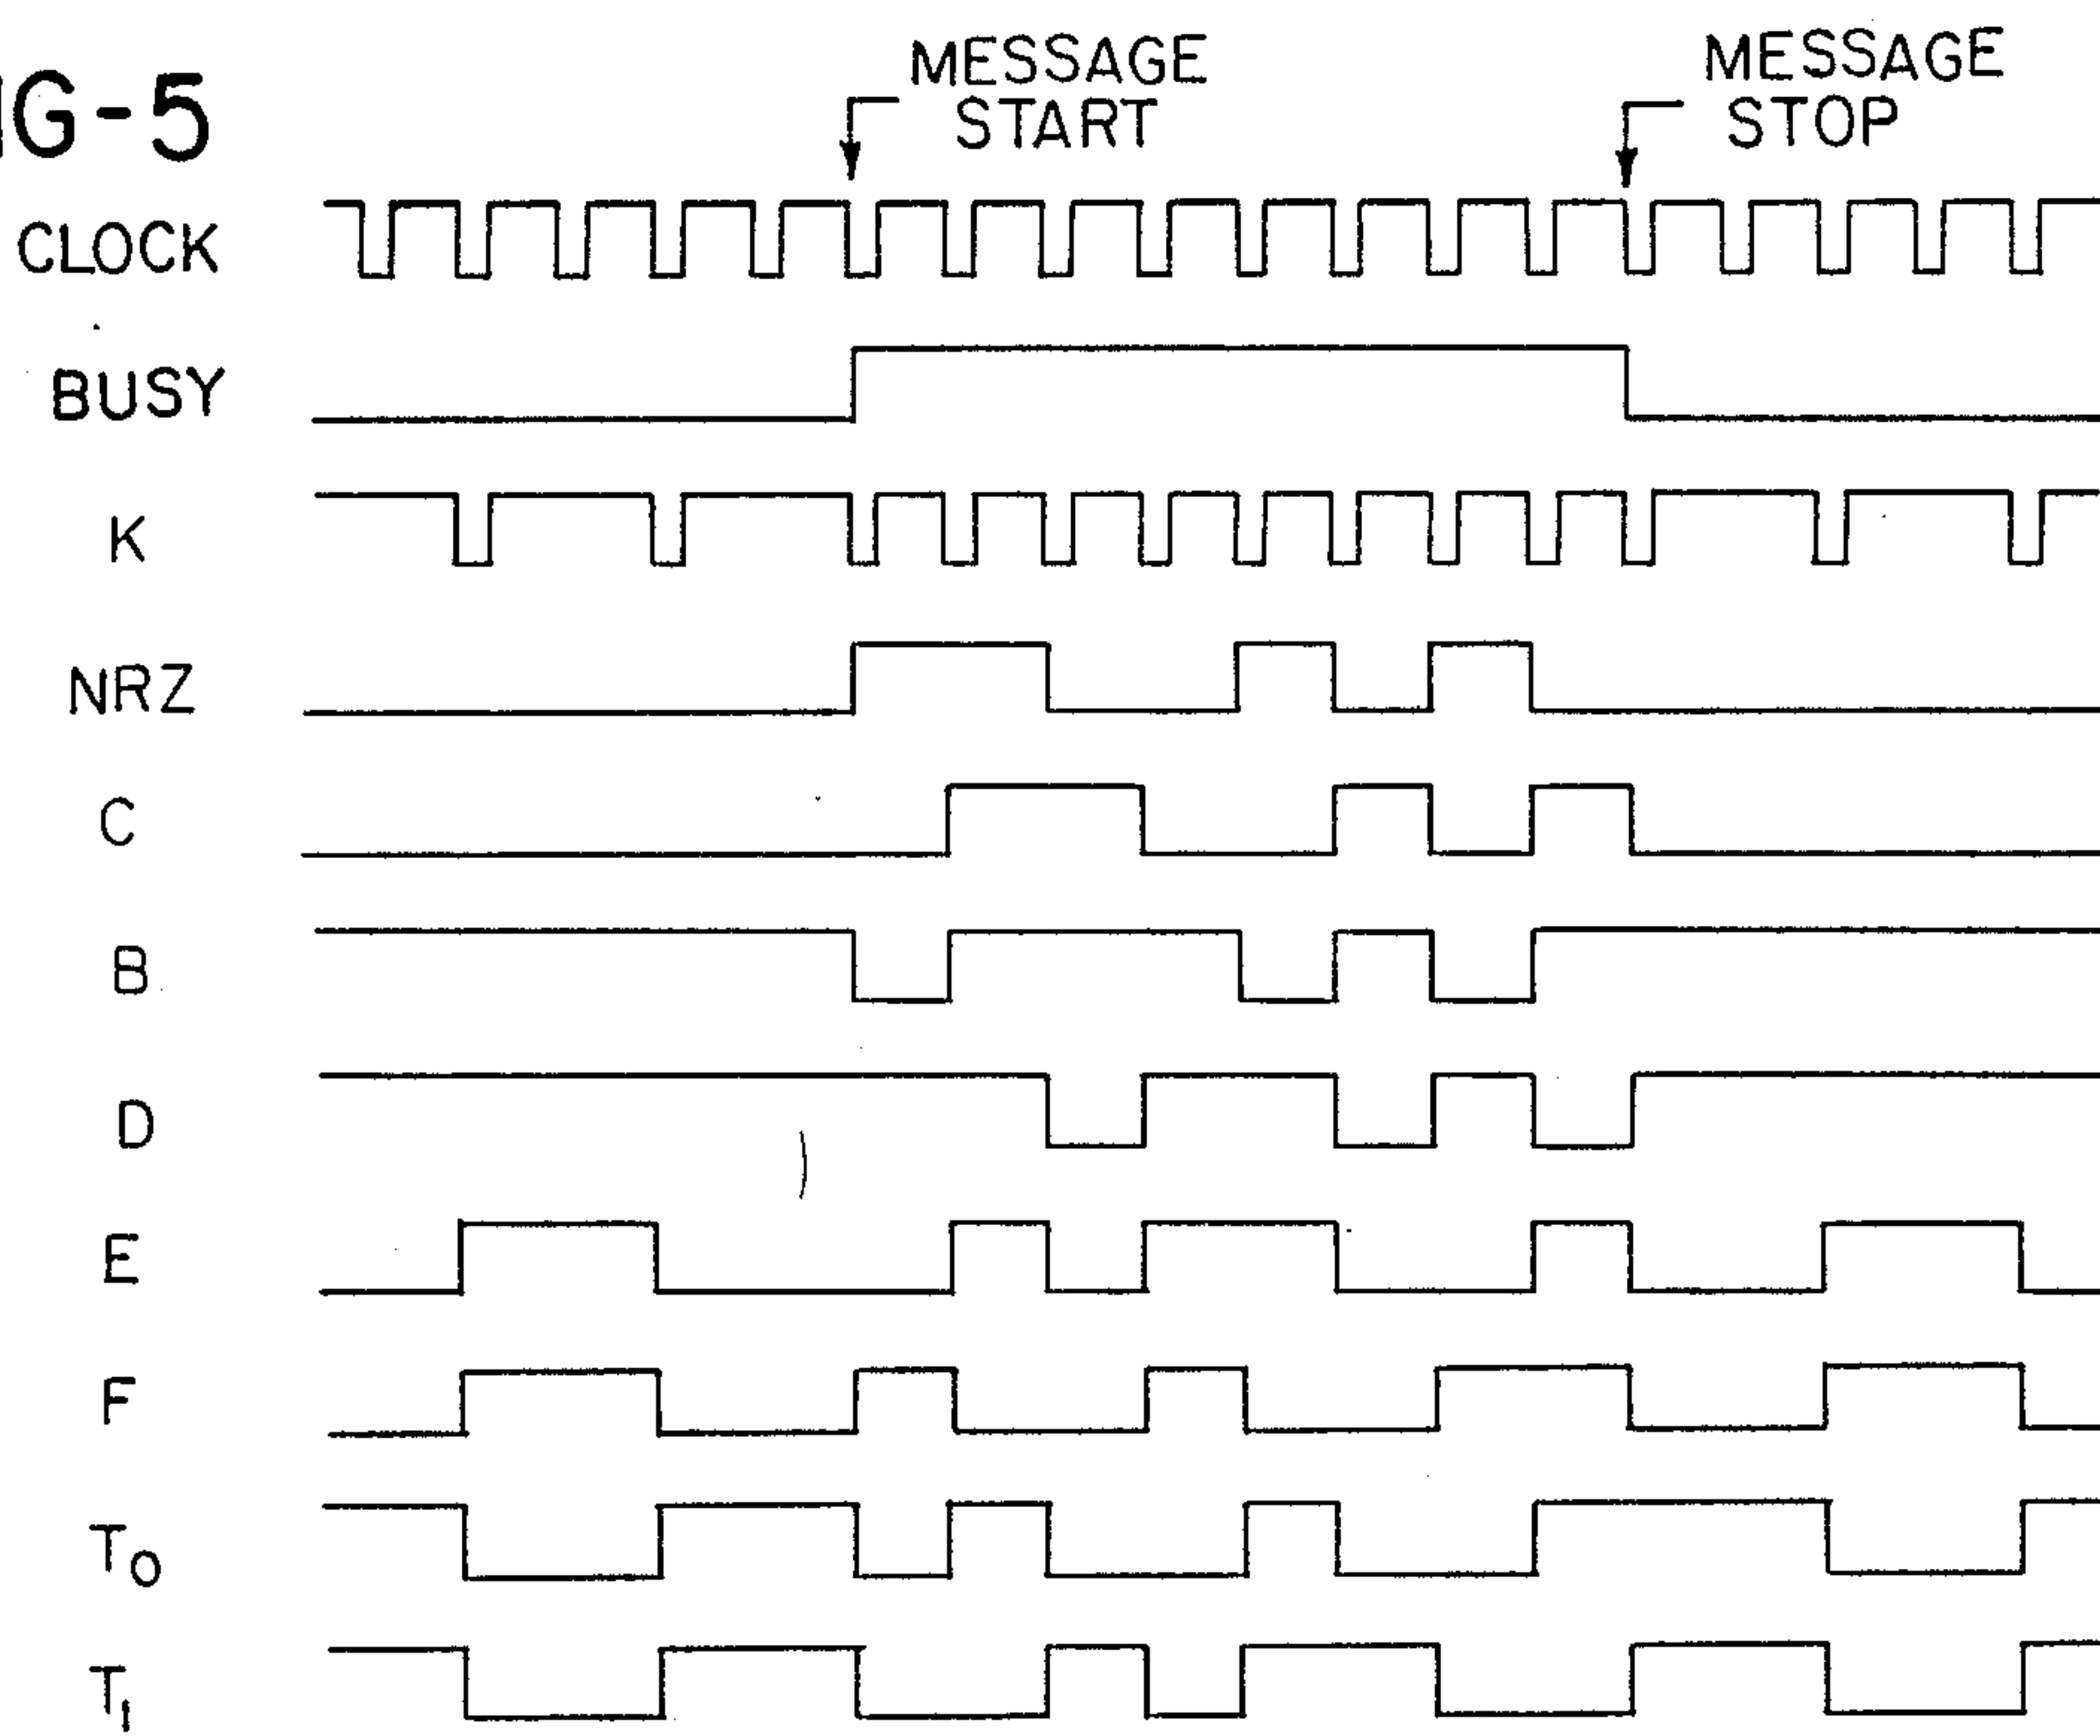 IG-5
MESSAGE
START
MESSAGE
STOP
CLOCK
BUSY
K
NRZ
C
B
D
E
F
T0
T1